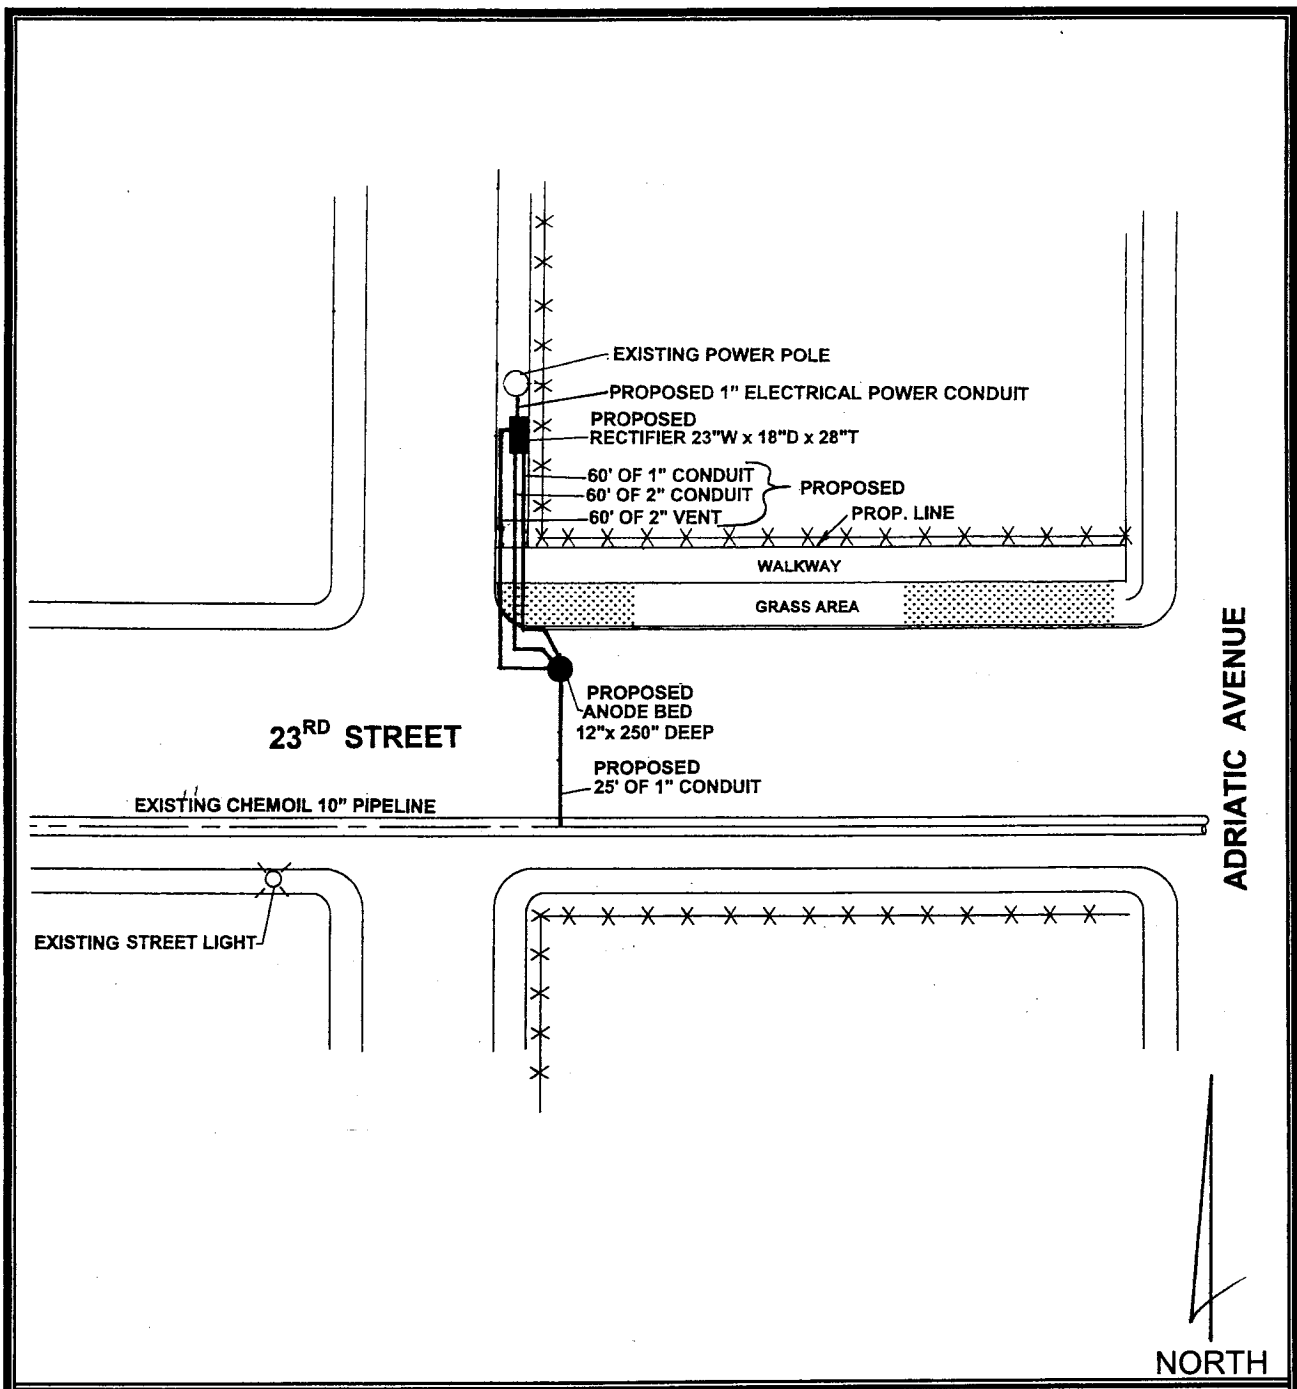 EXISTING POWER POLE
PROPOSED 1" ELECTRICAL POWER CONDUIT
PROPOSED
RECTIFIER 23"W x 18"D x 28"T
60' OF 1" CONDUIT
60' OF 2" CONDUIT
60' OF 2" VENT
PROPOSED
PROP. LINE
WALKWAY
GRASS AREA
PROPOSED
ANODE BED
12"x 250" DEEP
23RD STREET
PROPOSED
25' OF 1" CONDUIT
EXISTING CHEMOIL 10" PIPELINE
ADRIATIC AVENUE
EXISTING STREET LIGHT
NORTH